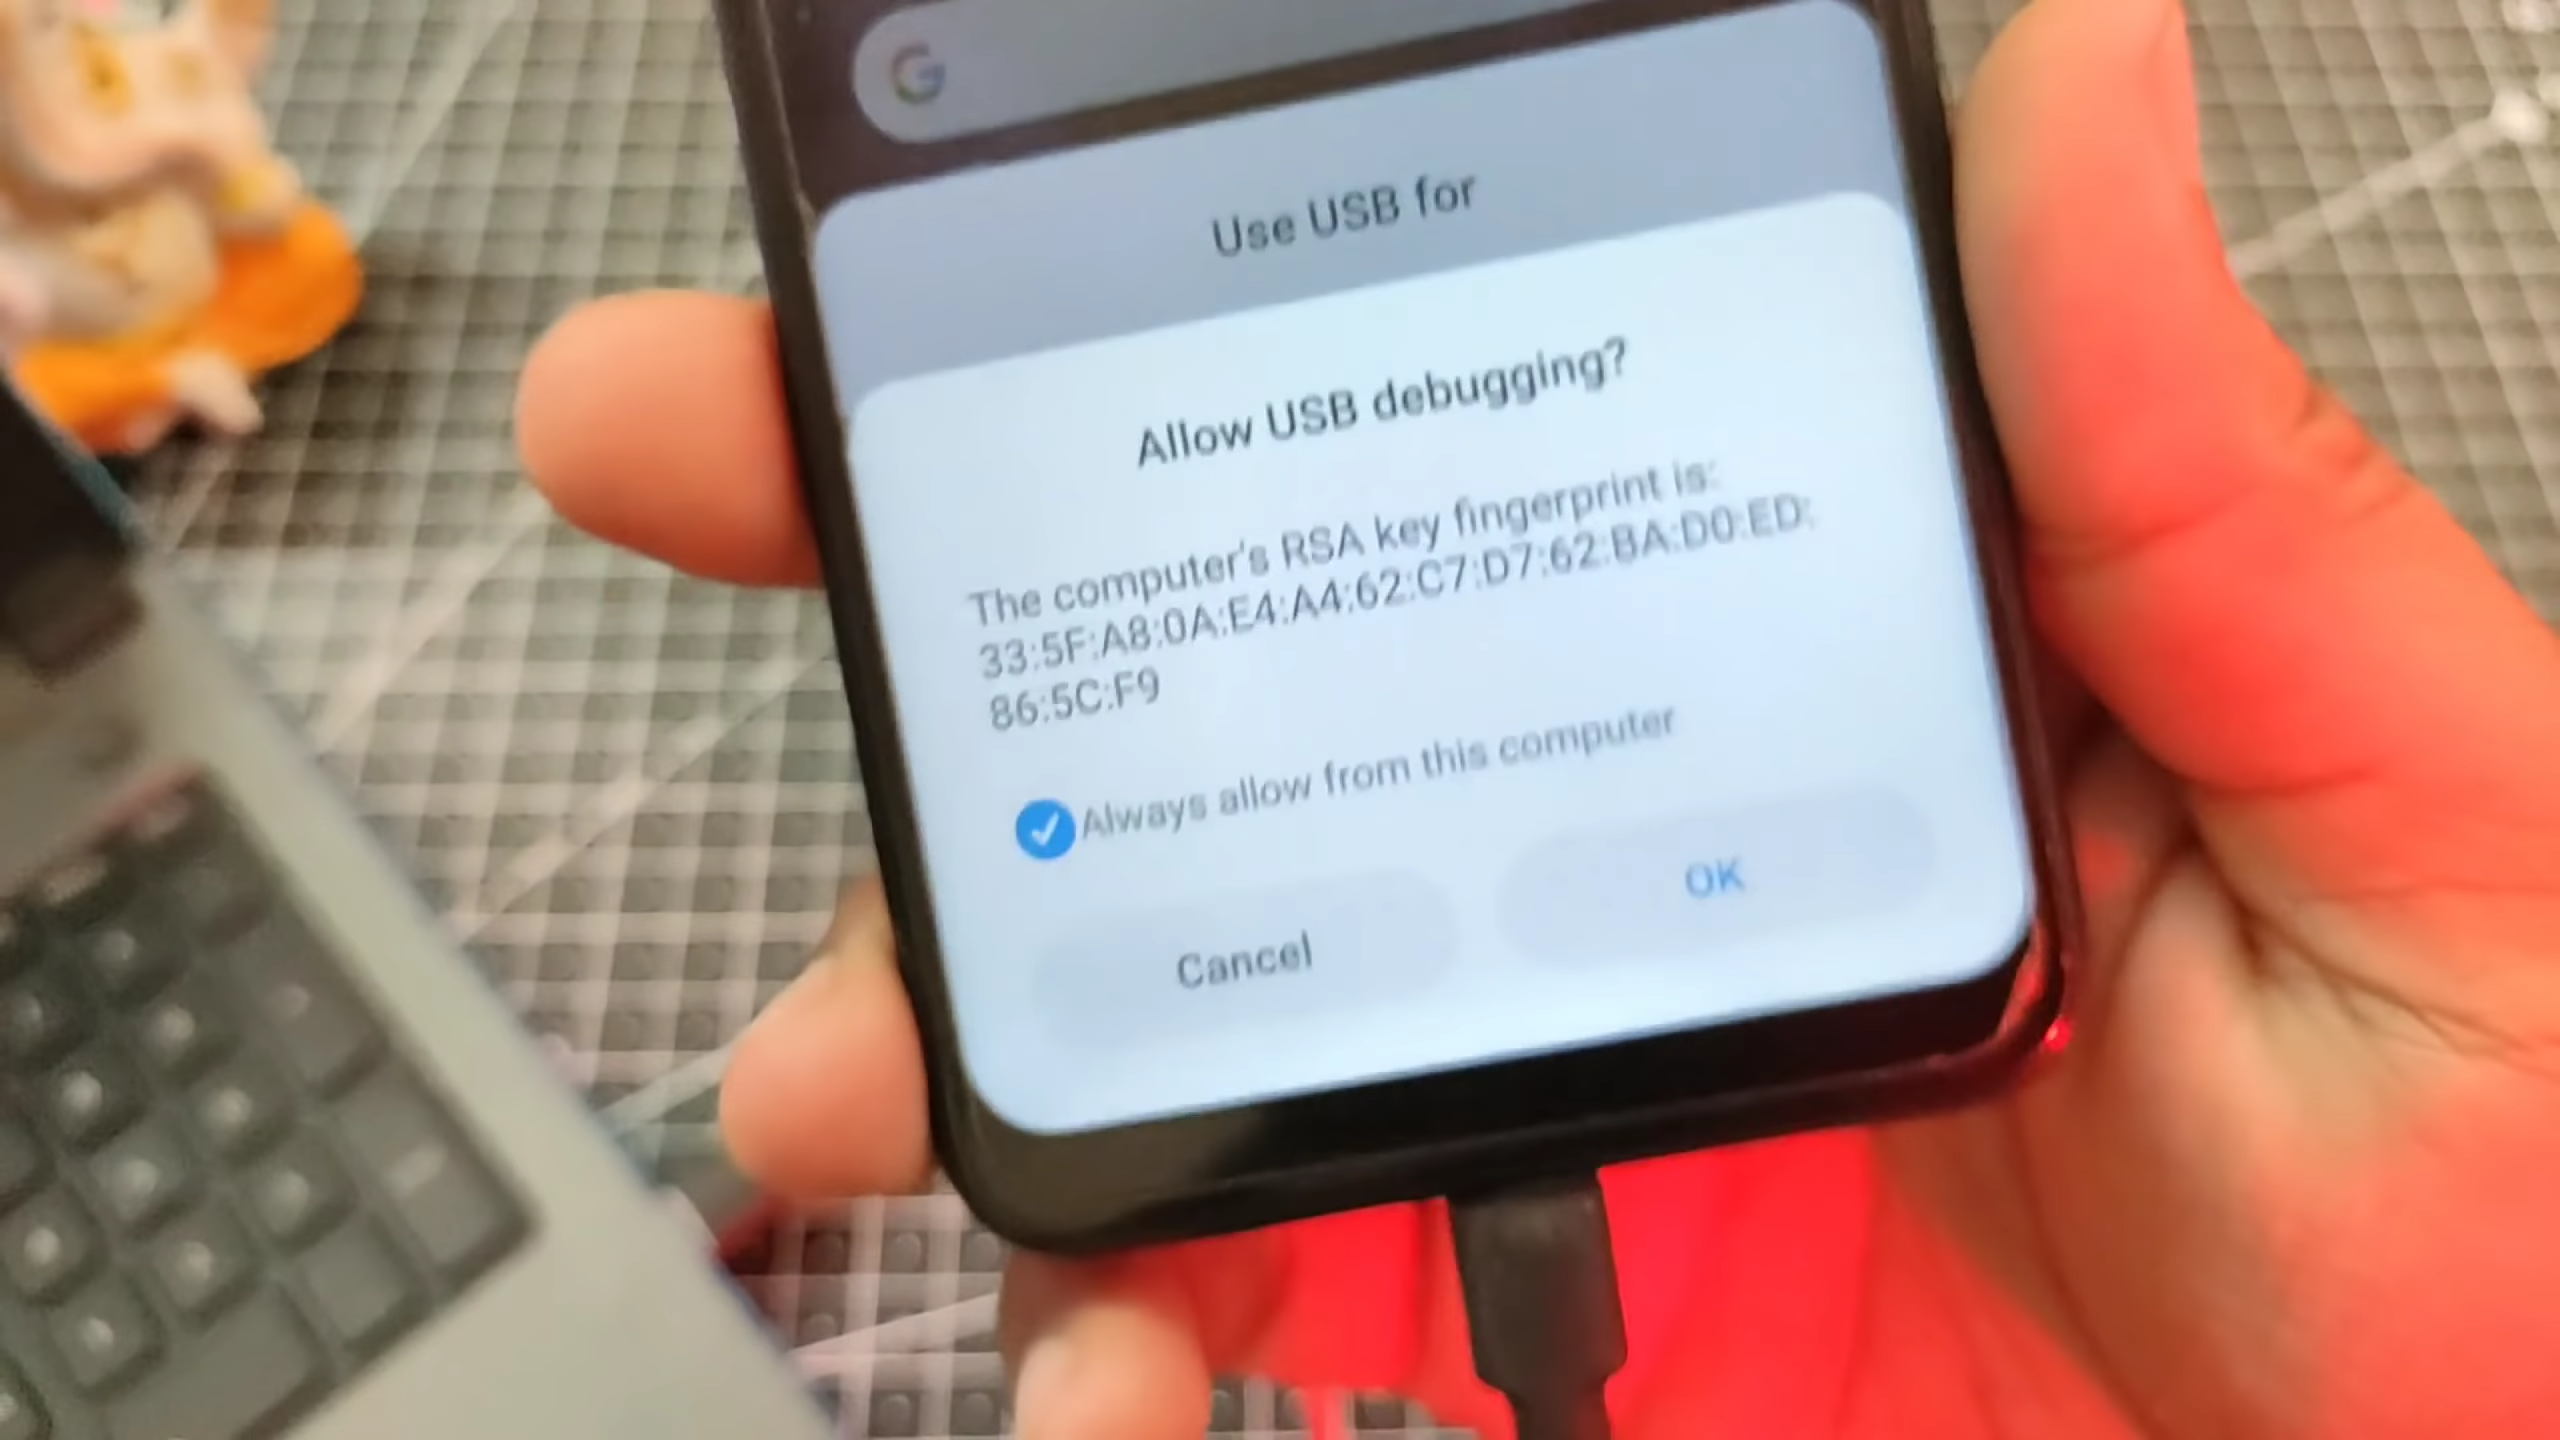 G
Use USB for
Allow USB debugging?
The computer's RSA key fingerprint is:
33:5F:A8:0A:E4:A4:62:C7:D7:62:BA:D0:ED:
86:5C:F9
Always allow from this computer
Cancel
OK